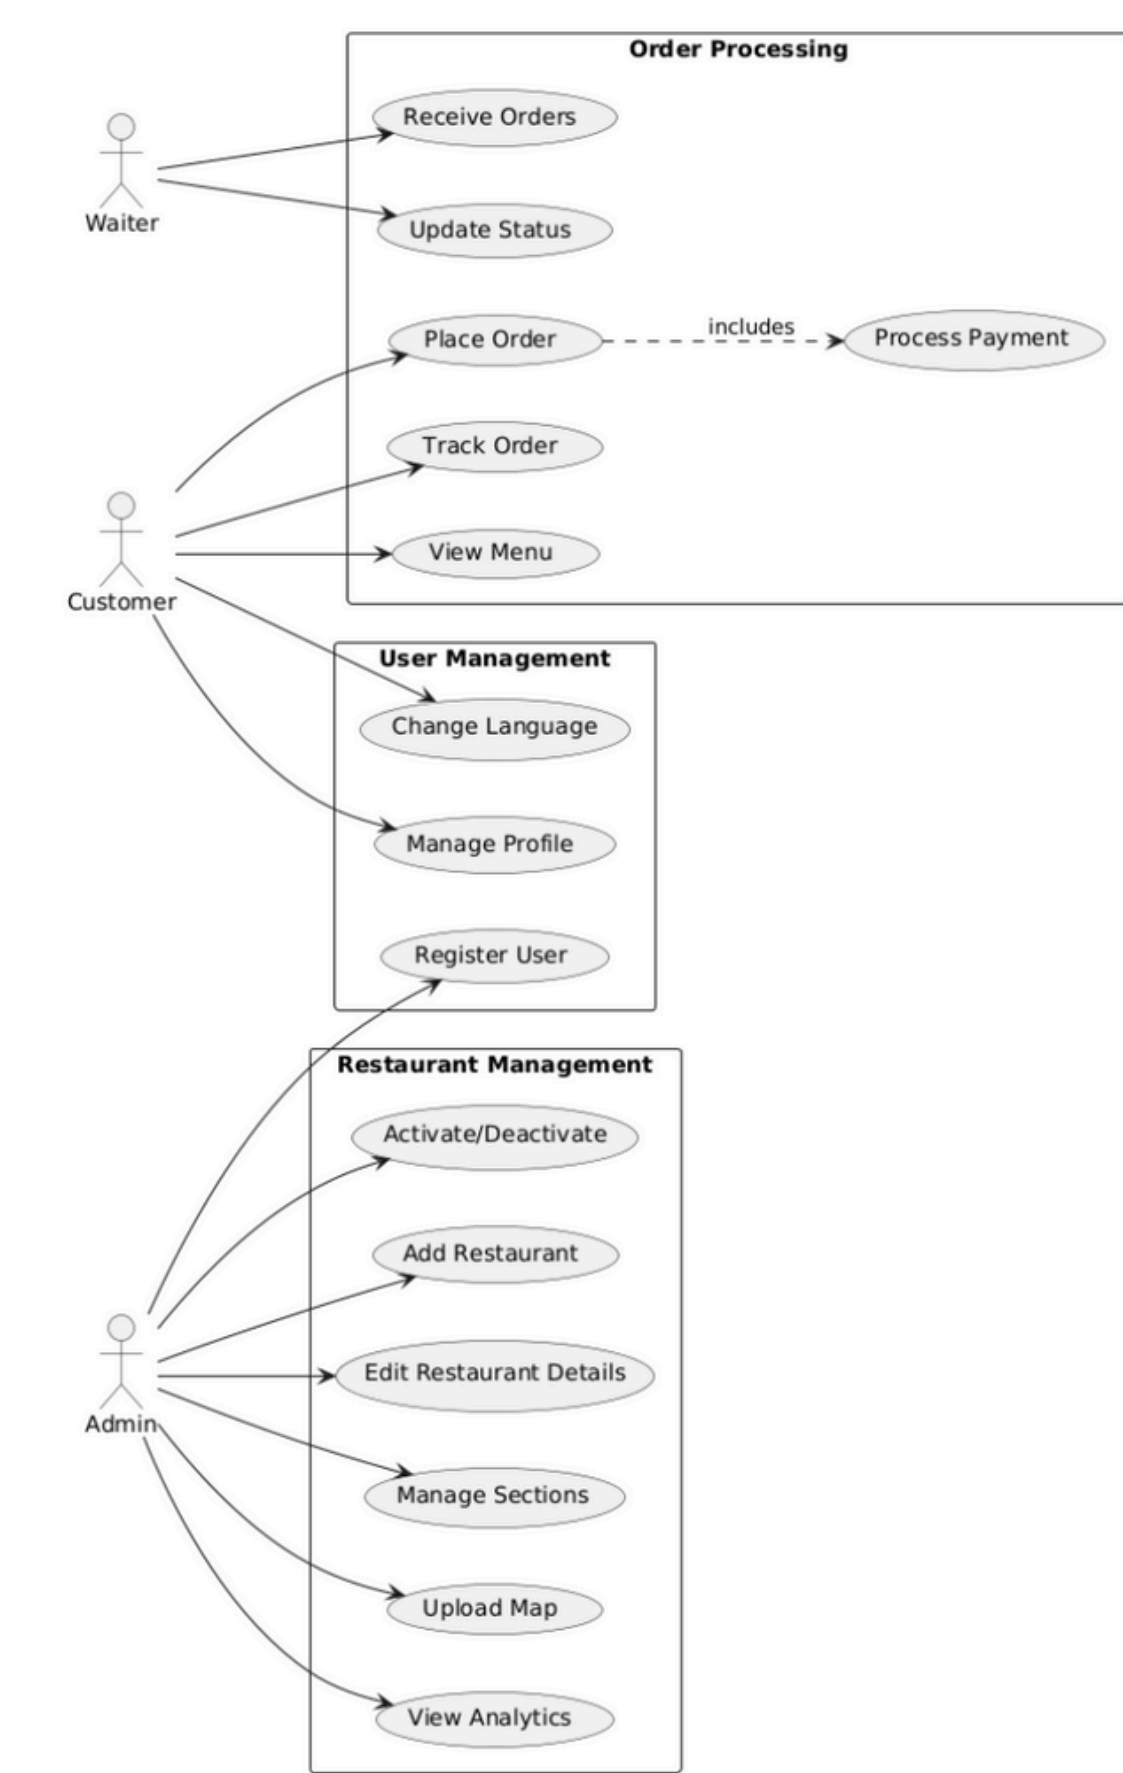 Order Processing
Receive Orders
Waiter
Update Status
Place Order
includes
Process Payment
Track Order
View Menu
Customer
User Management
Change Language
Manage Profile
Register User
Restaurant Management
Activate/Deactivate
Add Restaurant
Edit Restaurant Details
Admin
Manage Sections
Upload Map
View Analytics